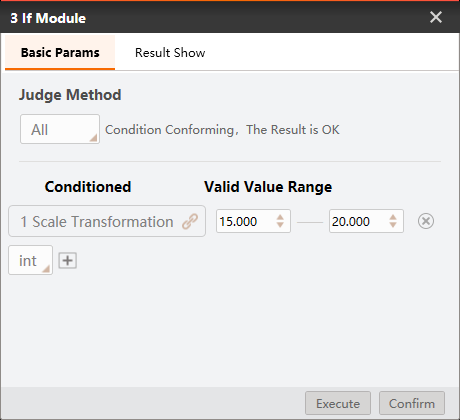 3 If Module
Basic Params Result Show
Judge Method
All Condition Conforming，The Result is OK
Conditioned Valid Value Range
1 Scale Transformation 15.000 20.000
int
Execute Confirm